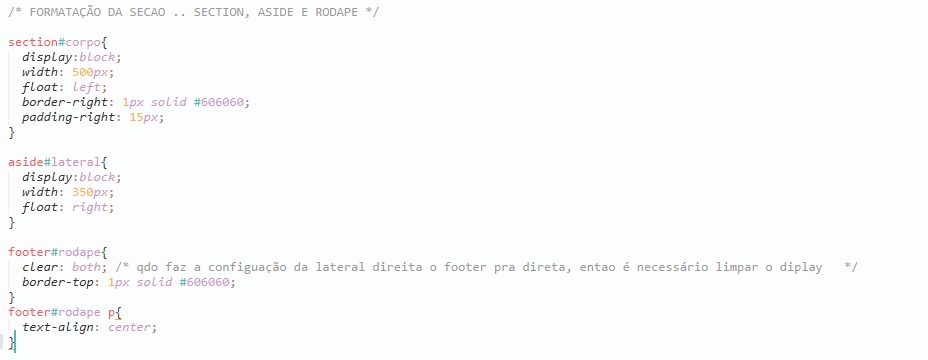 /* FORMATAÇÃO DA SECAO .. SECTION, ASIDE E RODAPE */
section#corpo{
display:block;
width: 500px;
float: left;
border-right: 1px solid #606060;
padding-right: 15px;
}
aside#lateral{
display:block;
width: 350px;
float: right;
}
footer#rodape{
clear: both; /* qdo faz a configuação da lateral direita o footer pra direta, entao é necessário limpar o diplay   */
border-top: 1px solid #606060;
}
footer#rodape p{
text-align: center;
}